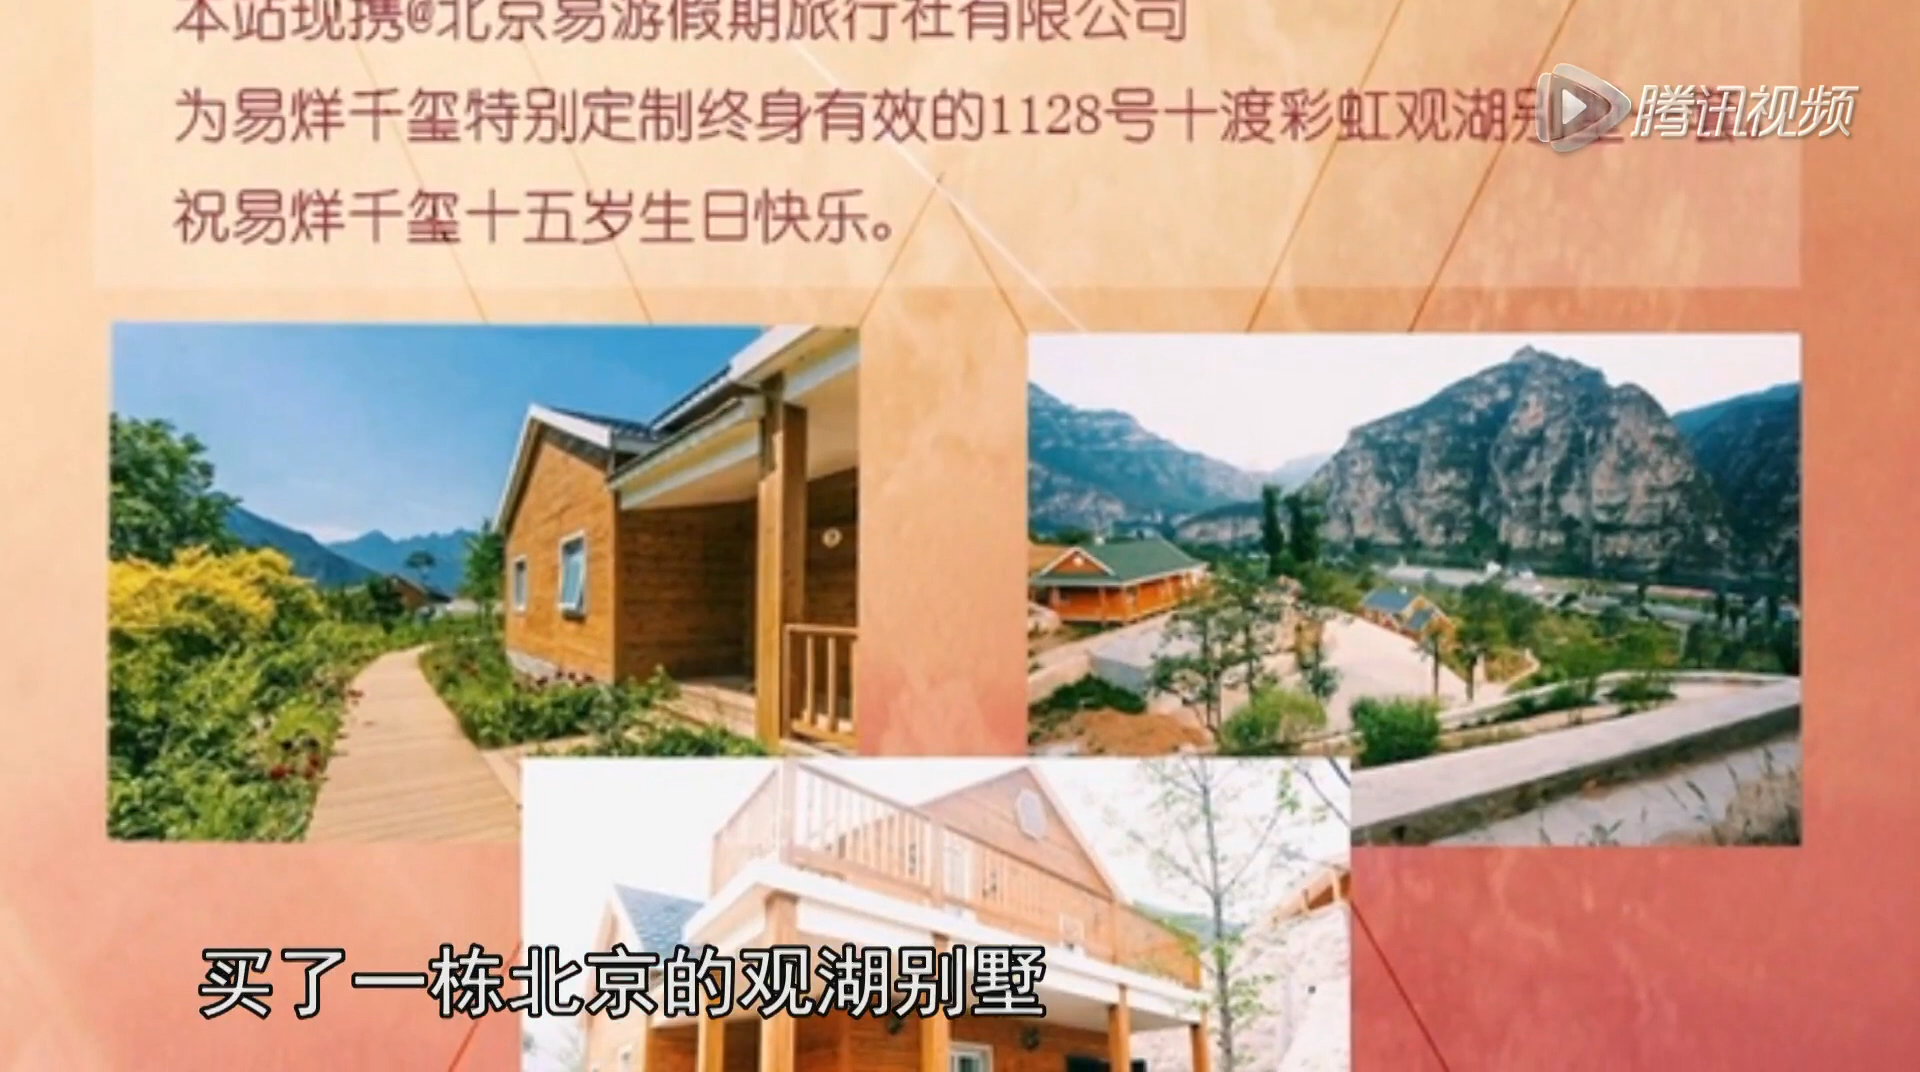 本站现携@北京易游假期旅行社有限公司
为易烊千玺特别定制终身有效的1128号十渡彩虹观湖别
腾讯视频
祝易烊千玺十五岁生日快乐。
买了一栋北京的观湖别墅